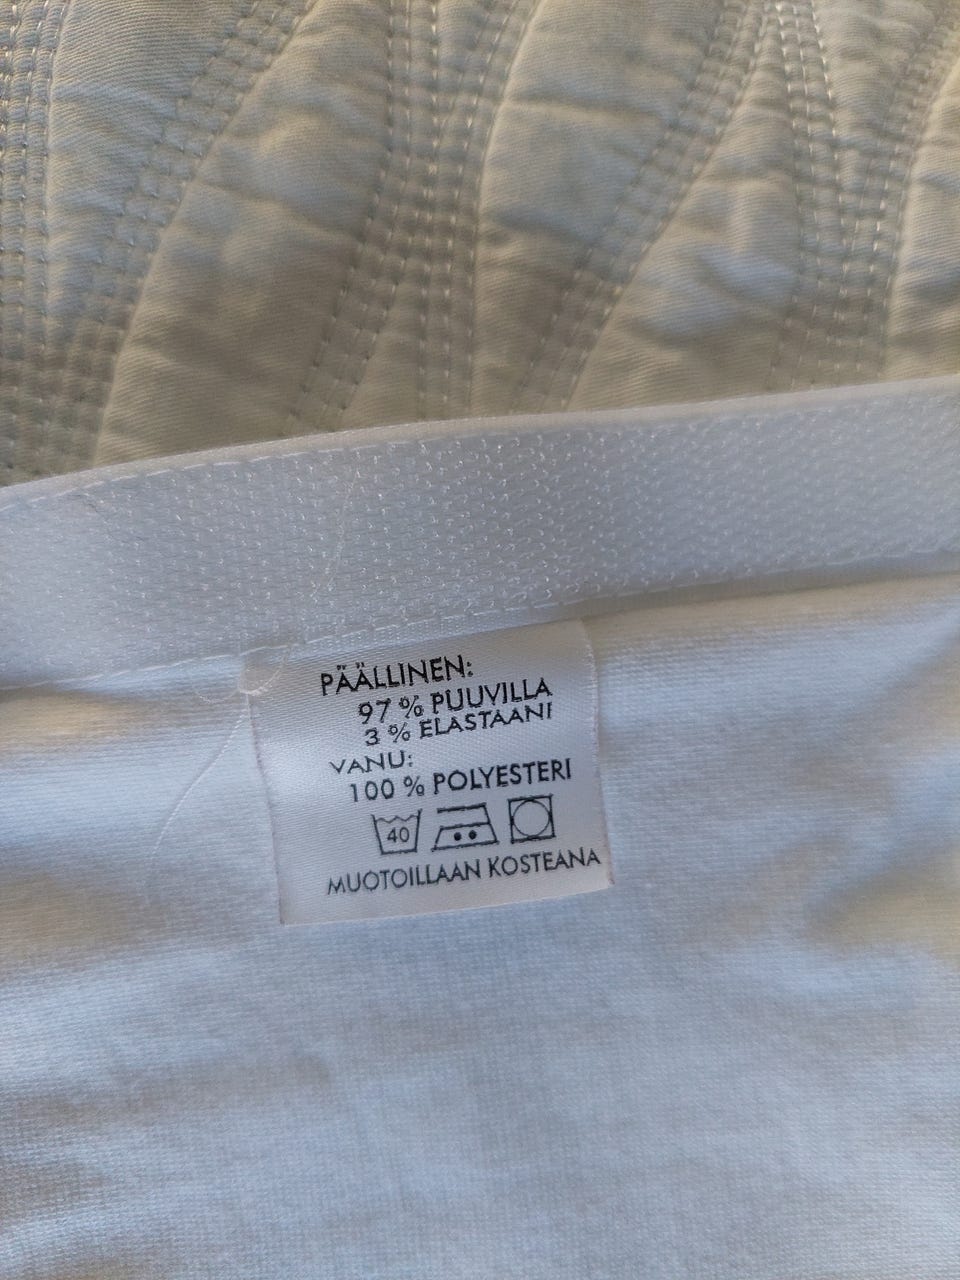 PÄÄLLINEN:
97 % PUUVILLA
3 % ELASTAANI
VANU:
100 % POLYESTERI
40
MUOTOILLAAN KOSTEANA